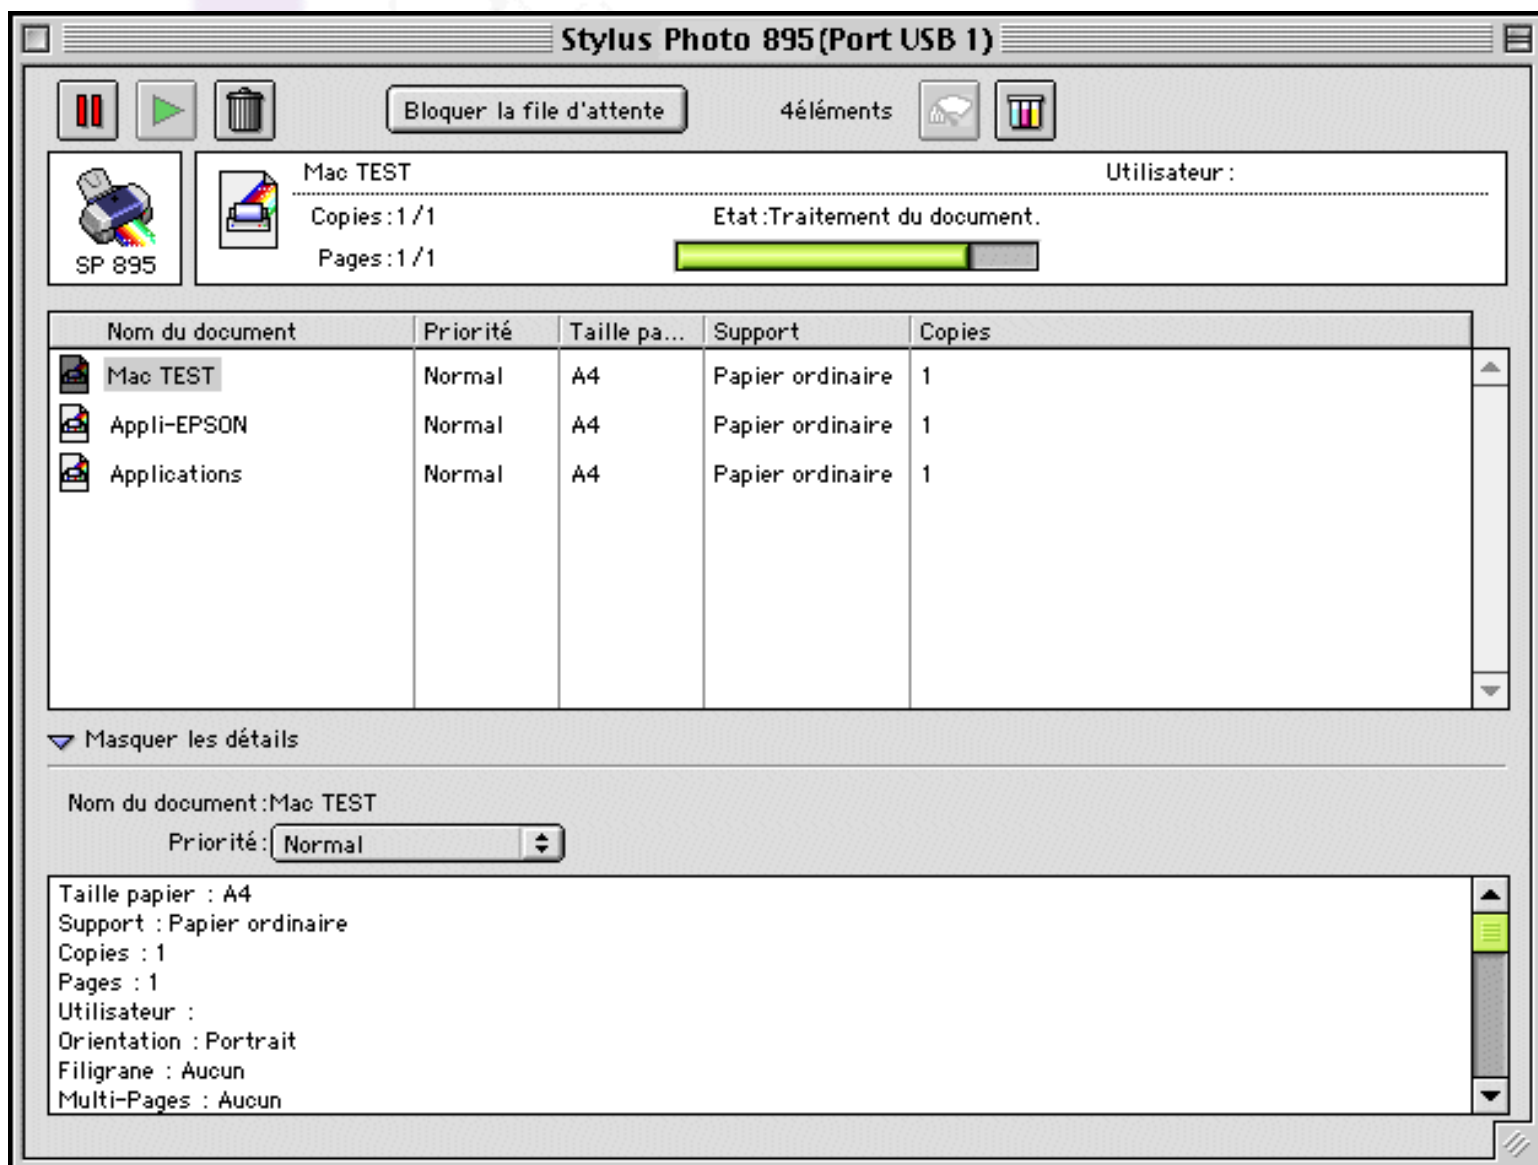 Stylus Photo 895(Port USB 1)
Bloquer la file d'attente
4éléments
Mac TEST
Utilisateur :
Copies :1 /1
Etat :Traitement du document.
SP 895
Pages :1 /1
Nom du document Priorité Taille pa... Support Copies
Mac TEST Normal A4 Papier ordinaire 1
Appli-EPSON Normal A4 Papier ordinaire 1
Applications Normal A4 Papier ordinaire 1
Masquer les détails
Nom du document :Mac TEST
Priorité : Normal
Taille papier : A4
Support : Papier ordinaire
Copies : 1
Pages : 1
Utilisateur :
Orientation : Portrait
Filigrane : Aucun
Multi-Pages : Aucun